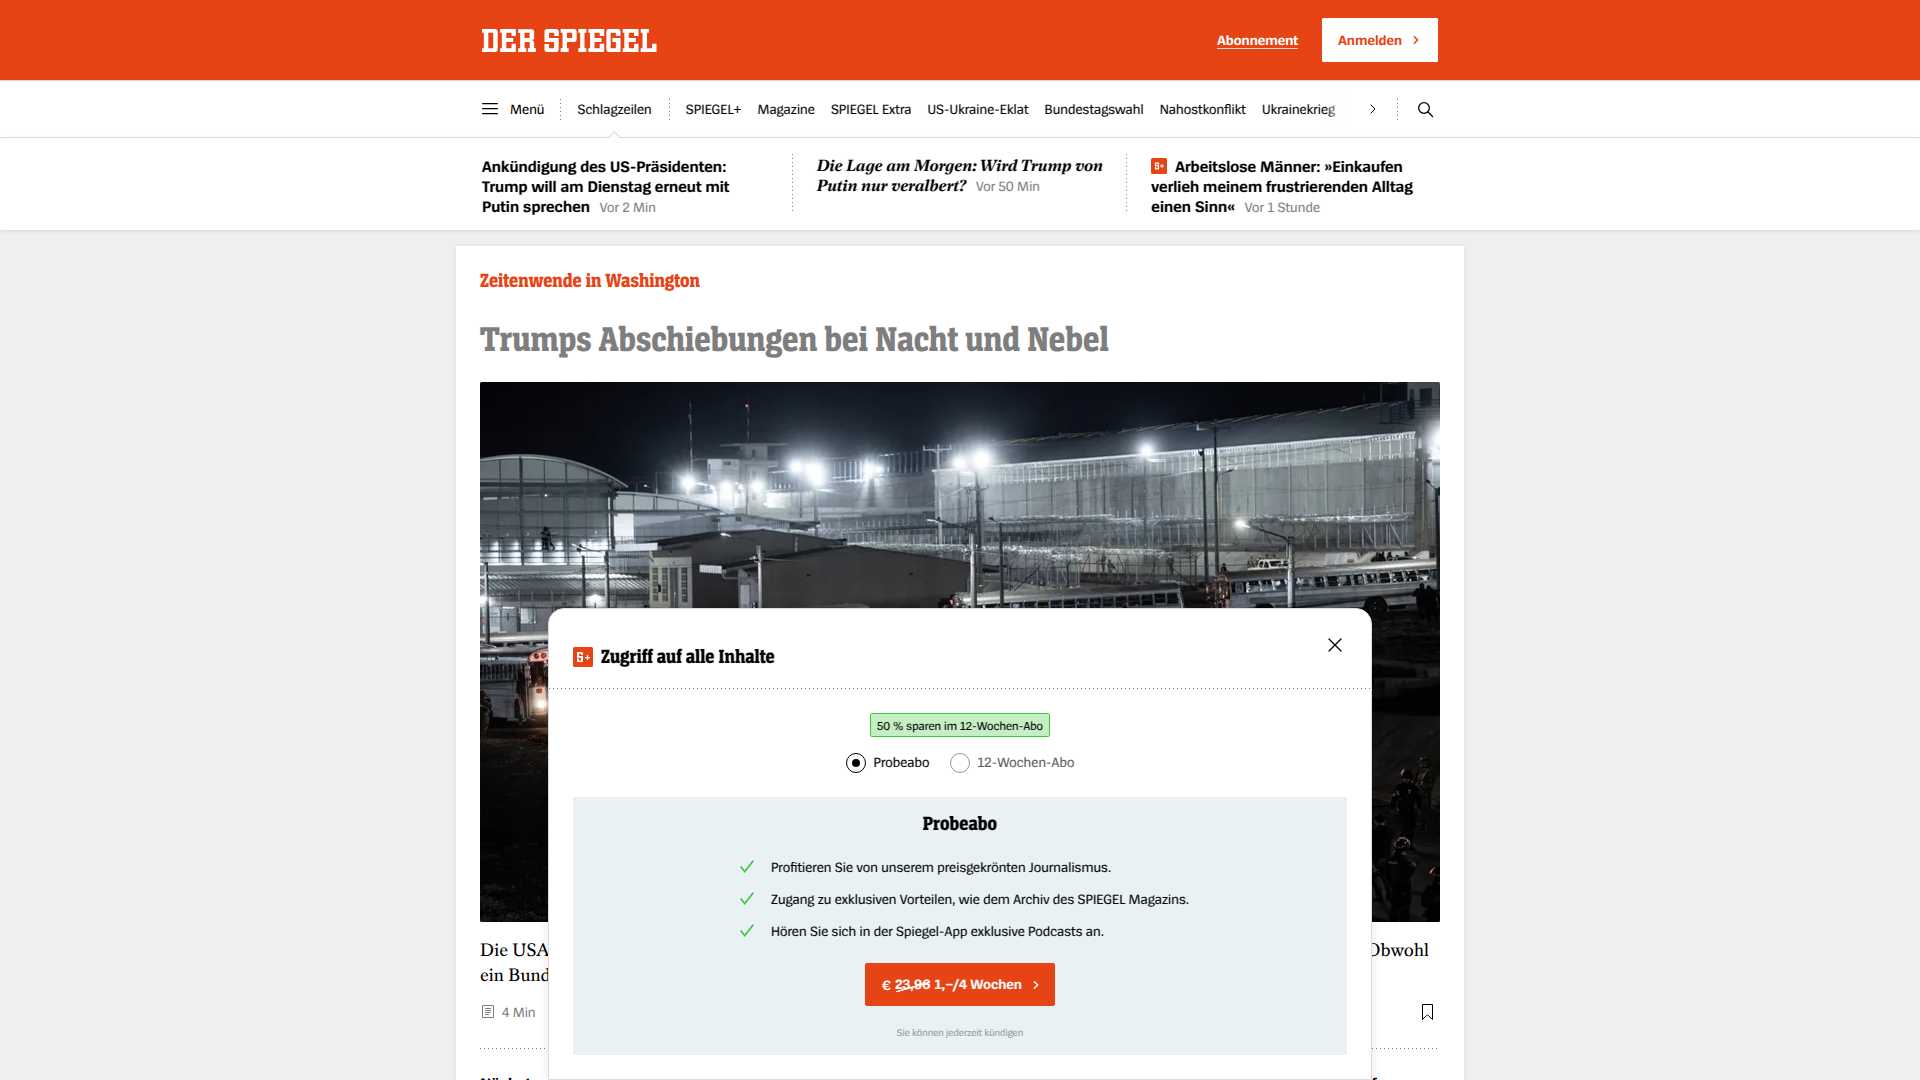 DER SPIEGEL
Abonnement
Anmelden
Menü
Schlagzeilen
SPIEGEL+
Magazine
SPIEGEL Extra
US-Ukraine-Eklat
Bundestagswahl
Nahostkonflikt
Ukrainekrieg
Ankündigung des US-Präsidenten:
Trump will am Dienstag erneut mit
Putin sprechen Vor 2 Min
Die Lage am Morgen: Wird Trump von
Putin nur veralbert? Vor 50 Min
S+ Arbeitslose Männer: »Einkaufen
verlieh meinem frustrierenden Alltag
einen Sinn« Vor 1 Stunde
Zeitenwende in Washington
Trumps Abschiebungen bei Nacht und Nebel
S+ Zugriff auf alle Inhalte
50 % sparen im 12-Wochen-Abo
Probeabo
12-Wochen-Abo
Probeabo
Profitieren Sie von unserem preisgekrönten Journalismus.
Zugang zu exklusiven Vorteilen, wie dem Archiv des SPIEGEL Magazins.
Hören Sie sich in der Spiegel-App exklusive Podcasts an.
€ 23,96 1,–/4 Wochen
Sie können jederzeit kündigen
Die USA
Obwohl
ein Bund
4 Min